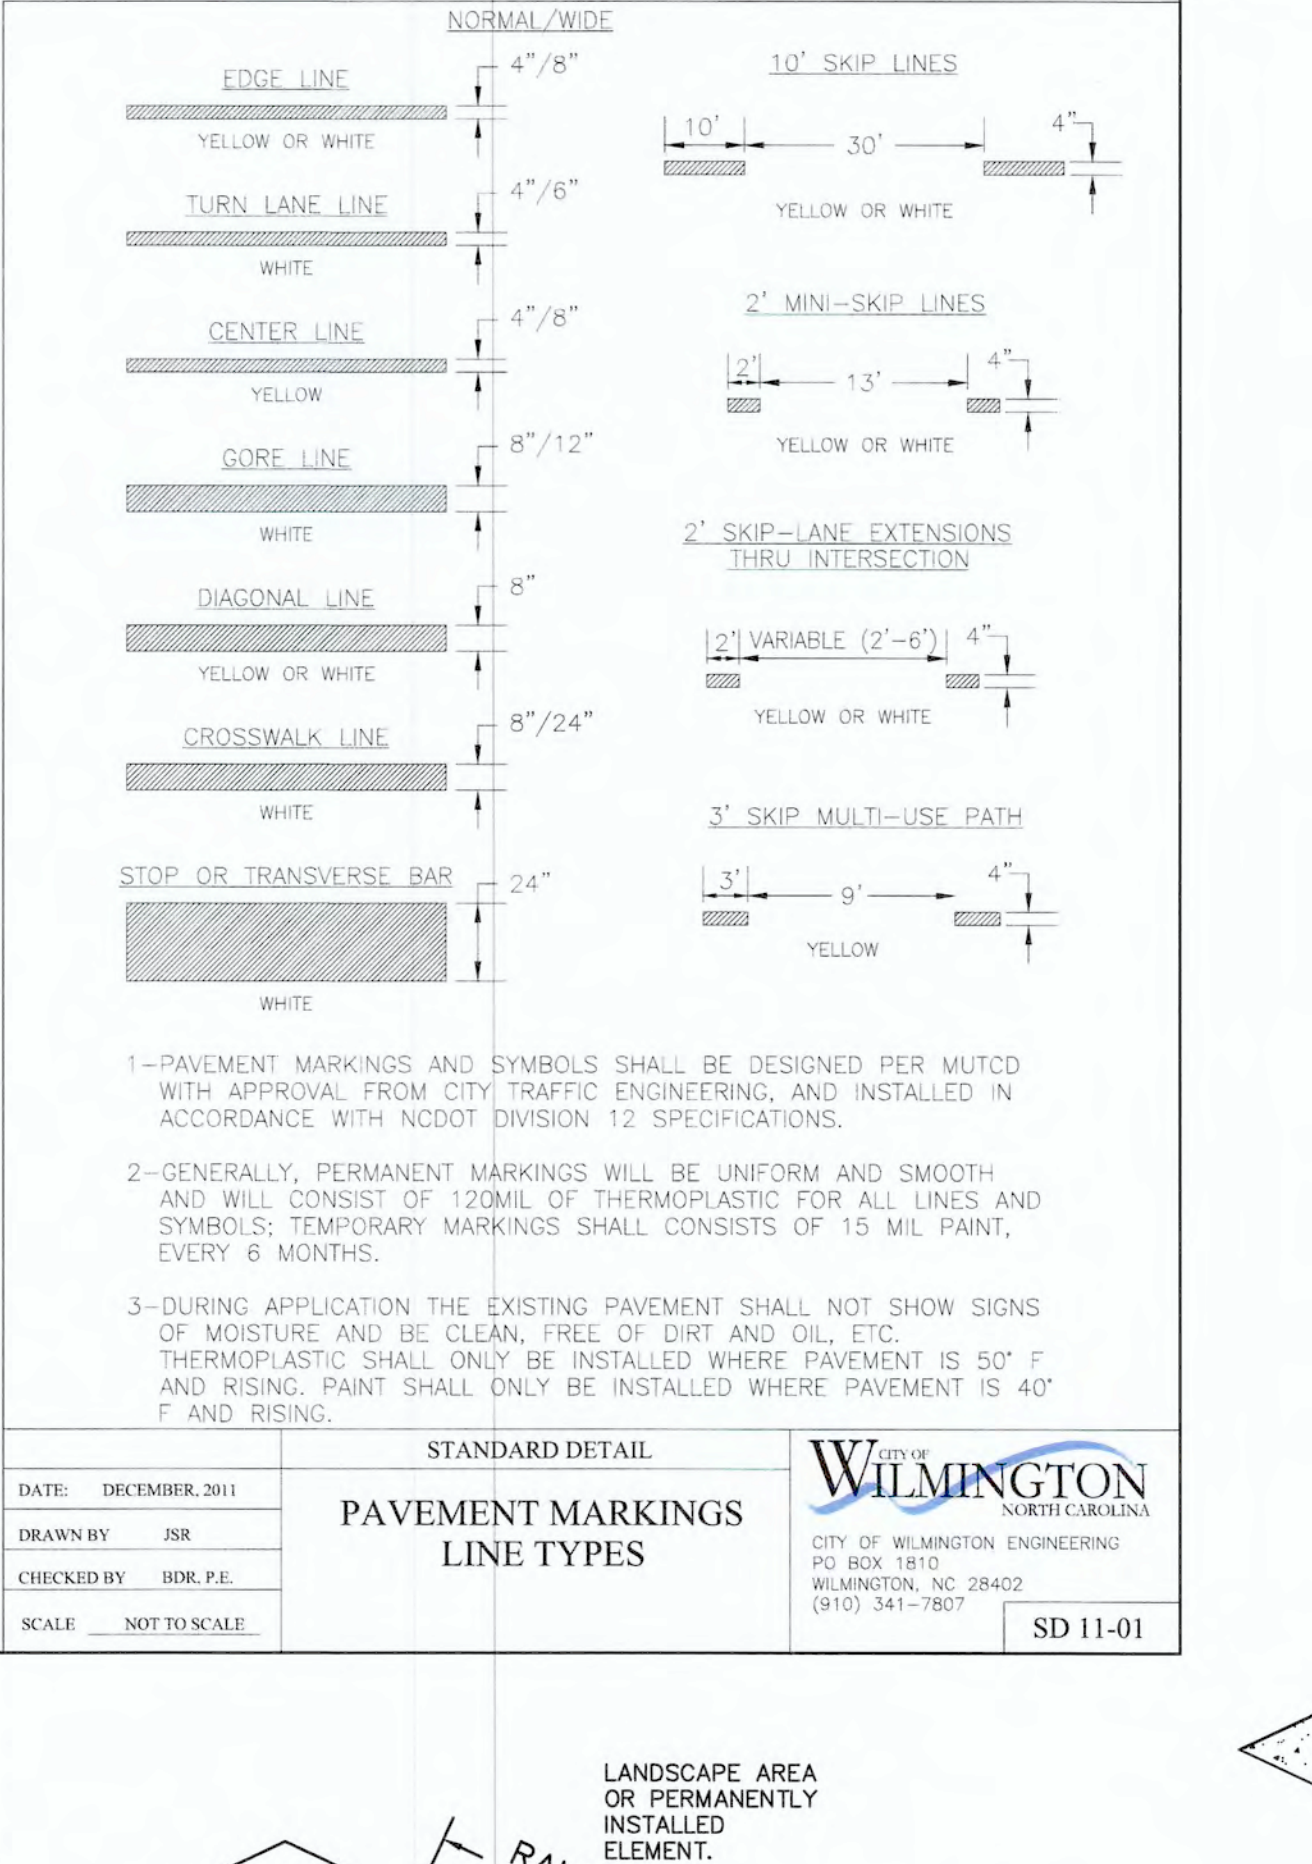 NORMAL/WIDE
EDGE LINE
4"/8"
YELLOW OR WHITE
TURN LANE LINE
4"/6"
WHITE
CENTER LINE
4"/8"
YELLOW
GORE LINE
8"/12"
WHITE
DIAGONAL LINE
8"
YELLOW OR WHITE
CROSSWALK LINE
8"/24"
WHITE
STOP OR TRANSVERSE BAR
24"
WHITE
10' SKIP LINES
10'
30'
4"
YELLOW OR WHITE
2' MINI-SKIP LINES
2'
13'
4"
YELLOW OR WHITE
2' SKIP-LANE EXTENSIONS
THRU INTERSECTION
2' VARIABLE (2'-6') 4"
YELLOW OR WHITE
3' SKIP MULTI-USE PATH
3'
9'
4"
YELLOW
1-PAVEMENT MARKINGS AND SYMBOLS SHALL BE DESIGNED PER MUTCD
WITH APPROVAL FROM CITY TRAFFIC ENGINEERING, AND INSTALLED IN
ACCORDANCE WITH NCDOT DIVISION 12 SPECIFICATIONS.
2-GENERALLY, PERMANENT MARKINGS WILL BE UNIFORM AND SMOOTH
AND WILL CONSIST OF 120MIL OF THERMOPLASTIC FOR ALL LINES AND
SYMBOLS; TEMPORARY MARKINGS SHALL CONSISTS OF 15 MIL PAINT,
EVERY 6 MONTHS.
3-DURING APPLICATION THE EXISTING PAVEMENT SHALL NOT SHOW SIGNS
OF MOISTURE AND BE CLEAN, FREE OF DIRT AND OIL, ETC.
THERMOPLASTIC SHALL ONLY BE INSTALLED WHERE PAVEMENT IS 50° F
AND RISING. PAINT SHALL ONLY BE INSTALLED WHERE PAVEMENT IS 40°
F AND RISING.
DATE: DECEMBER, 2011
DRAWN BY JSR
CHECKED BY BDR, P.E.
SCALE NOT TO SCALE
STANDARD DETAIL
PAVEMENT MARKINGS
LINE TYPES
CITY OF
WILMINGTON
NORTH CAROLINA
CITY OF WILMINGTON ENGINEERING
PO BOX 1810
WILMINGTON, NC 28402
(910) 341-7807
SD 11-01
LANDSCAPE AREA
OR PERMANENTLY
INSTALLED
ELEMENT.